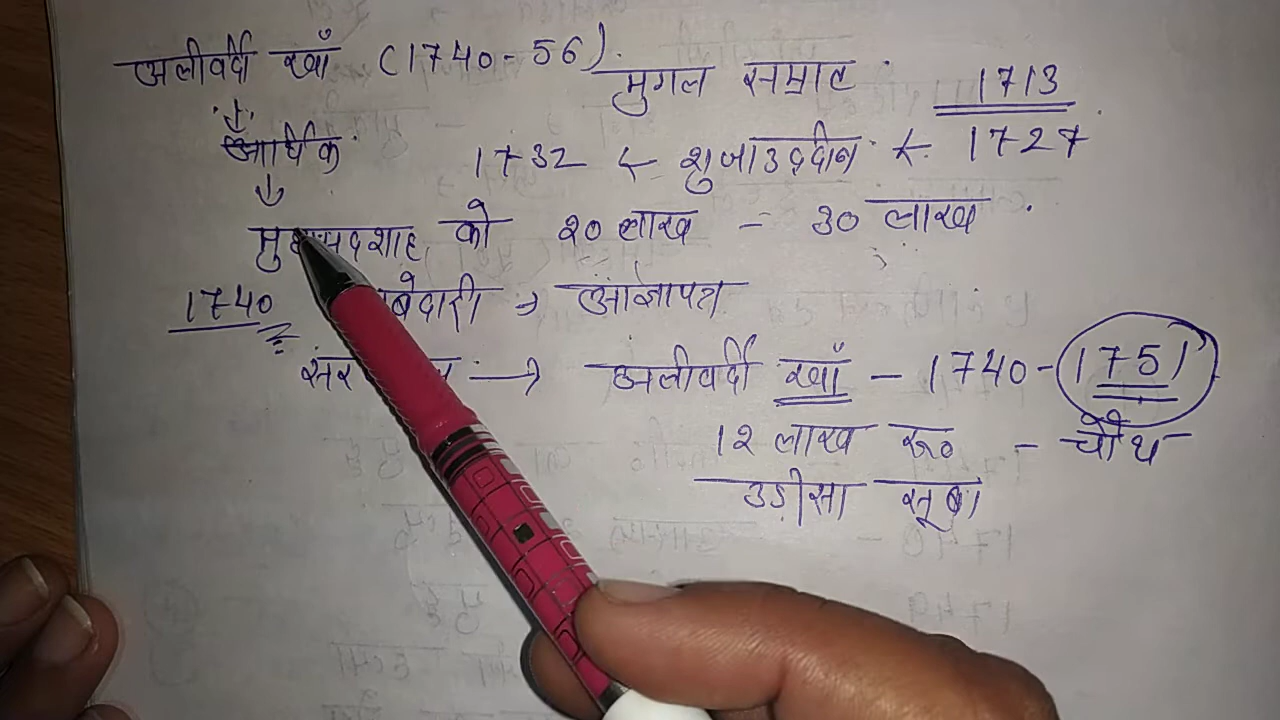 अलीवर्दी खाँ (1740-56).
मुगल सम्राट 1713
आर्थिक 1732 ← शुजाउद्दीन ← 1727
को 20 लाख - 30 लाख .
1740 → आज्ञापत्र
→ अलीवर्दी खाँ - 1740-1751
12 लाख रू० - चौथ
उड़ीसा सूबा